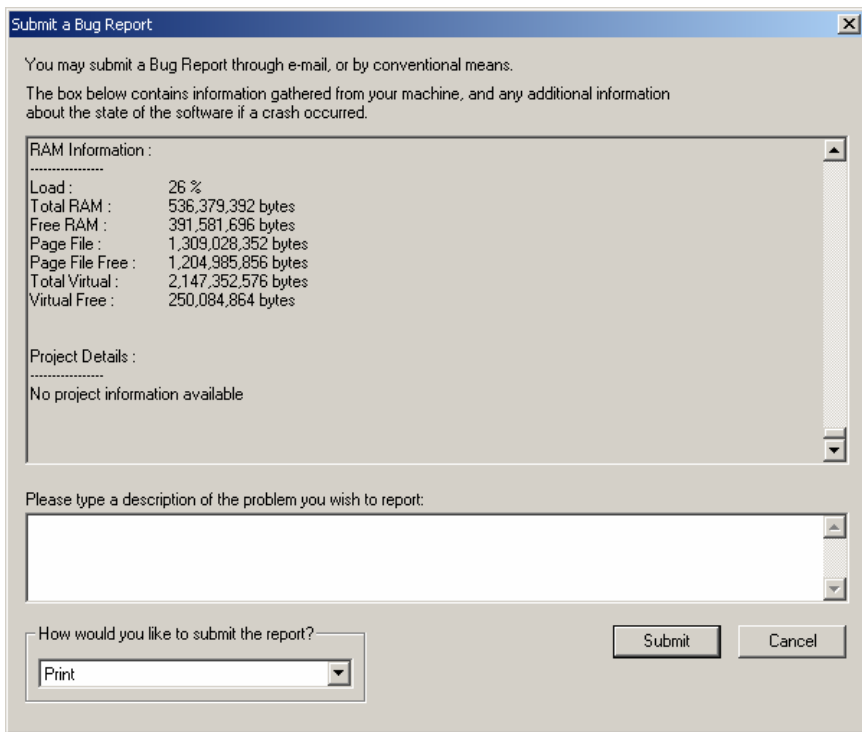 Submit a Bug Report
You may submit a Bug Report through e-mail, or by conventional means.
The box below contains information gathered from your machine, and any additional information
about the state of the software if a crash occurred.
RAM Information :
-----------------
Load : 26 %
Total RAM : 536,379,392 bytes
Free RAM : 391,581,696 bytes
Page File : 1,309,028,352 bytes
Page File Free : 1,204,985,856 bytes
Total Virtual : 2,147,352,576 bytes
Virtual Free : 250,084,864 bytes
Project Details :
-----------------
No project information available
Please type a description of the problem you wish to report:
How would you like to submit the report?
Print
Submit
Cancel